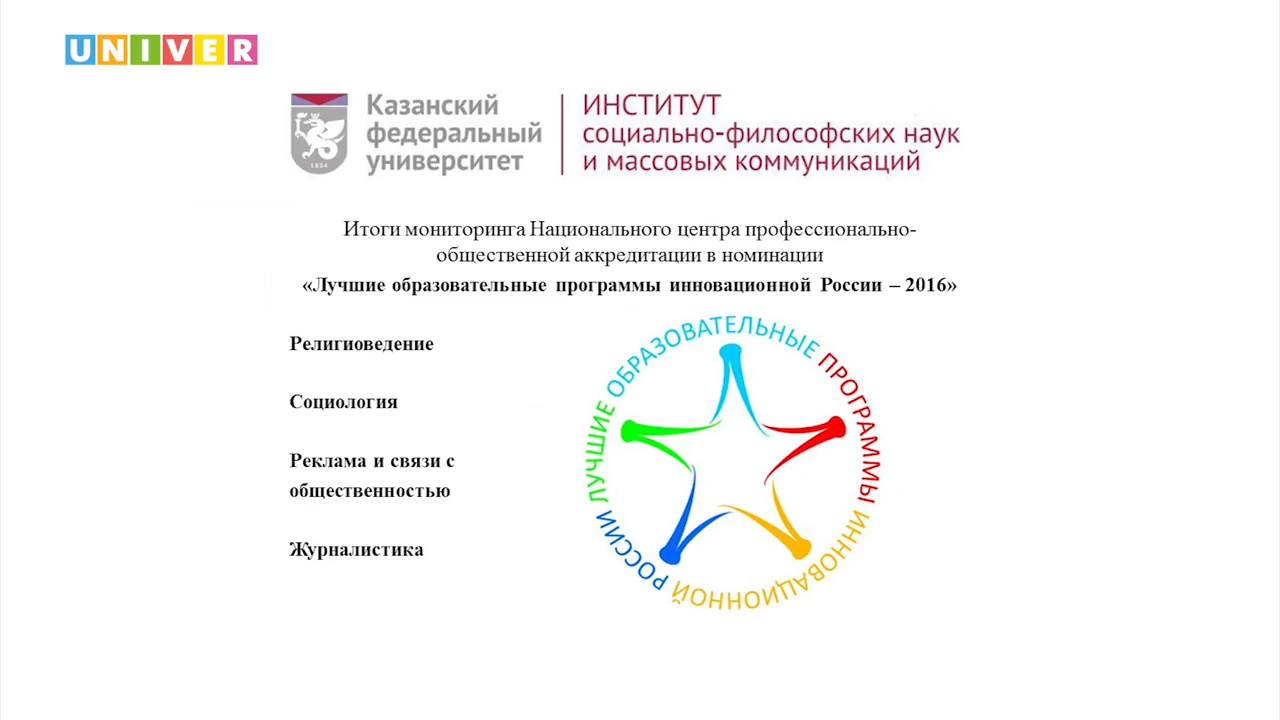 UNIVER
Казанский
федеральный
университет
ИНСТИТУТ
социально-философских наук
и массовых коммуникаций
1804
Итоги мониторинга Национального центра профессионально-
общественной аккредитации в номинации
«Лучшие образовательные программы инновационной России – 2016»
Религиоведение
Социология
Реклама и связи с
общественностью
Журналистика
ЛУЧШИЕ ОБРАЗОВАТЕЛЬНЫЕ ПРОГРАММЫ ИННОВАЦИОННОЙ РОССИИ